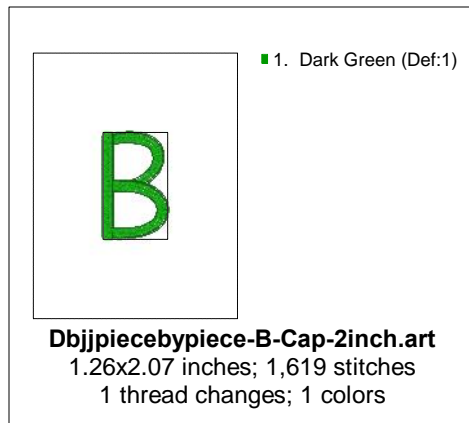 1. Dark Green (Def:1)
B
Dbjjpiecebypiece-B-Cap-2inch.art
1.26x2.07 inches; 1,619 stitches
1 thread changes; 1 colors